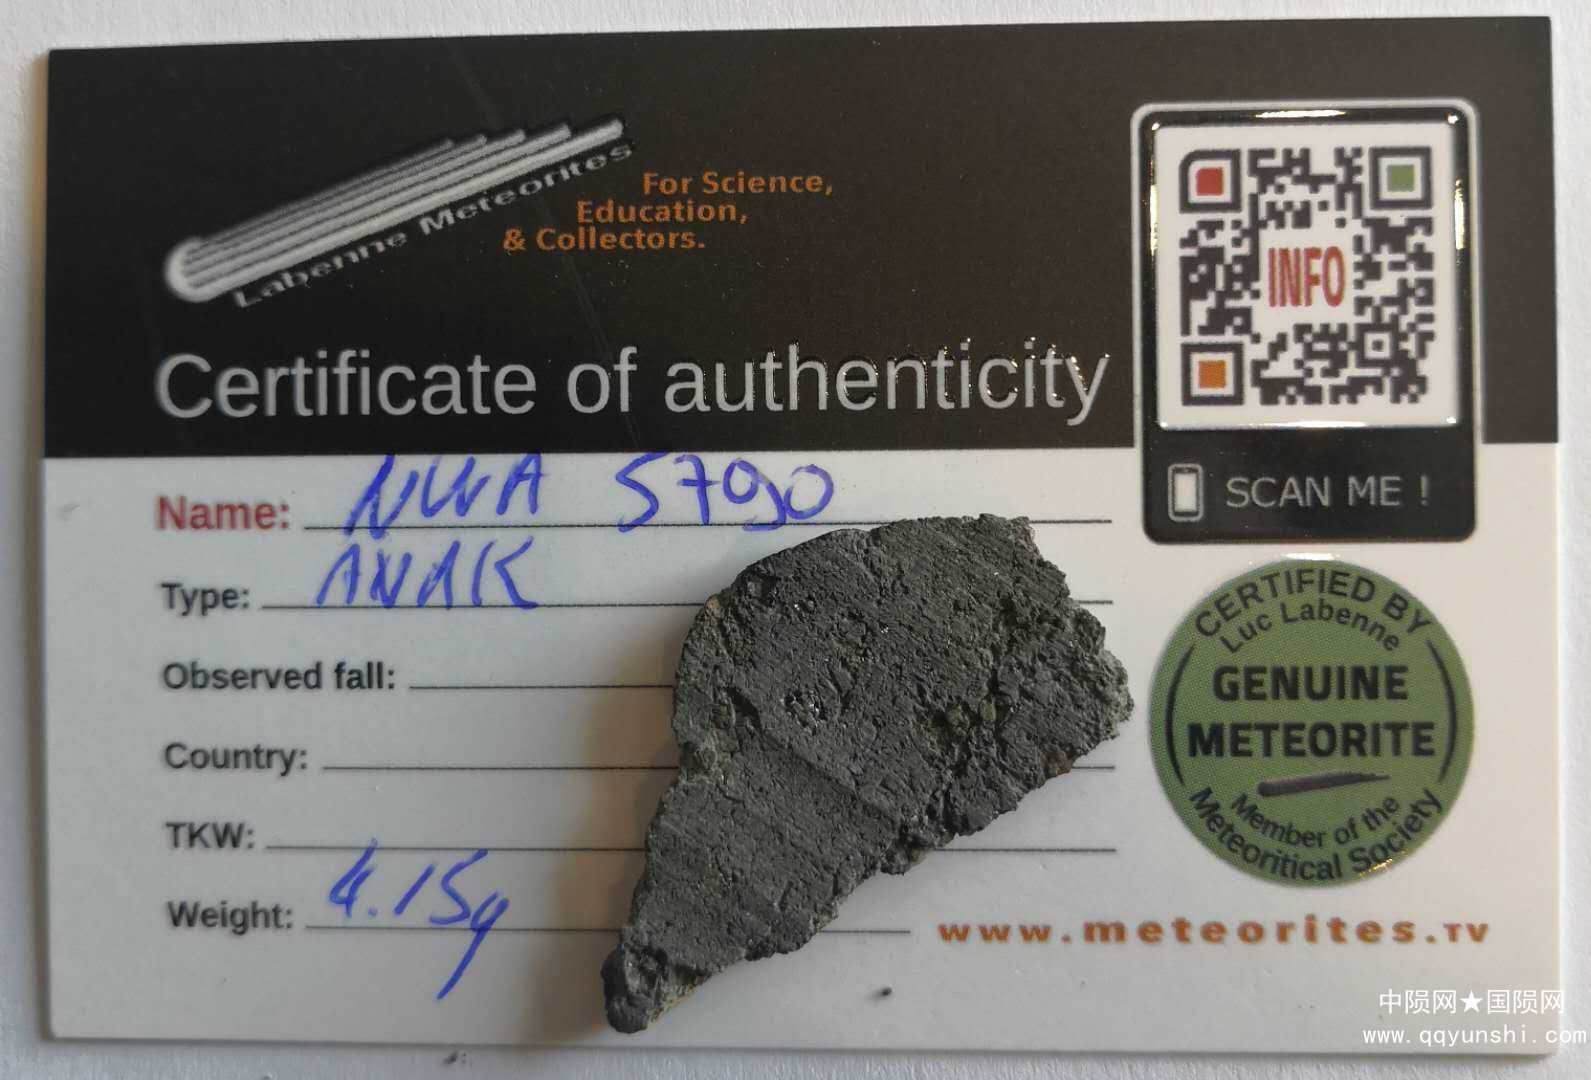 Labenne Meteorites
For Science,
Education,
& Collectors.
INFO
Certificate of authenticity
SCAN ME !
Name: NWA 5790
Type:
Observed fall:
Country:
TKW:
Weight: 4.15g
CERTIFIED BY
Luc Labenne
GENUINE
METEORITE
Member of the
Meteoritical Society
www.meteorites.TV
中陨网★国陨网
www.qqyunshi.com